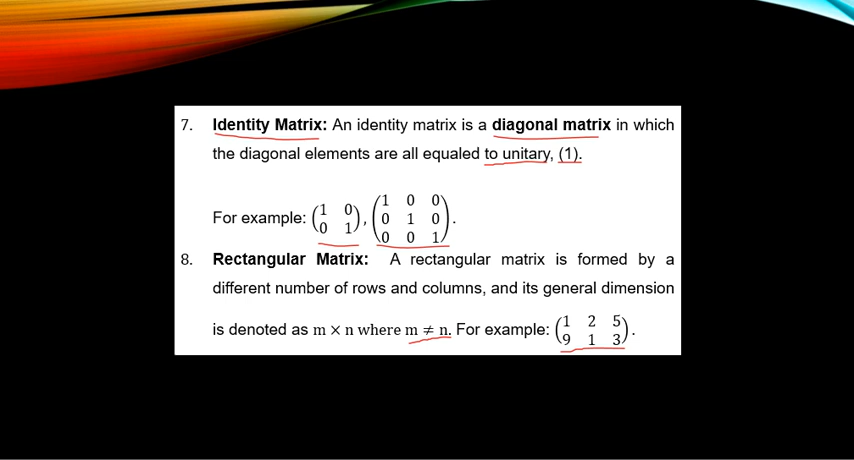 7. Identity Matrix: An identity matrix is a diagonal matrix in which
the diagonal elements are all equaled to unitary, (1).
For example: (1 0
0 1), (1 0 0
0 1 0
0 0 1).
8. Rectangular Matrix: A rectangular matrix is formed by a
different number of rows and columns, and its general dimension
is denoted as m × n where m ≠ n. For example: (1 2 5
9 1 3).